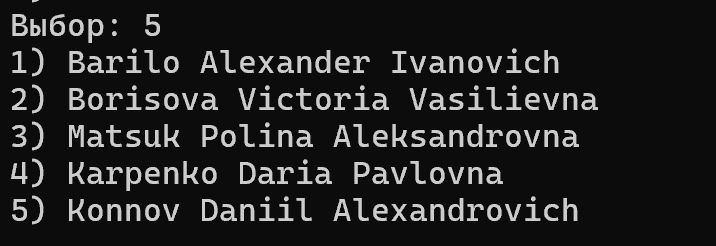 Выбор: 5
1) Barilo Alexander Ivanovich
2) Borisova Victoria Vasilievna
3) Matsuk Polina Aleksandrovna
4) Karpenko Daria Pavlovna
5) Konnov Daniil Alexandrovich